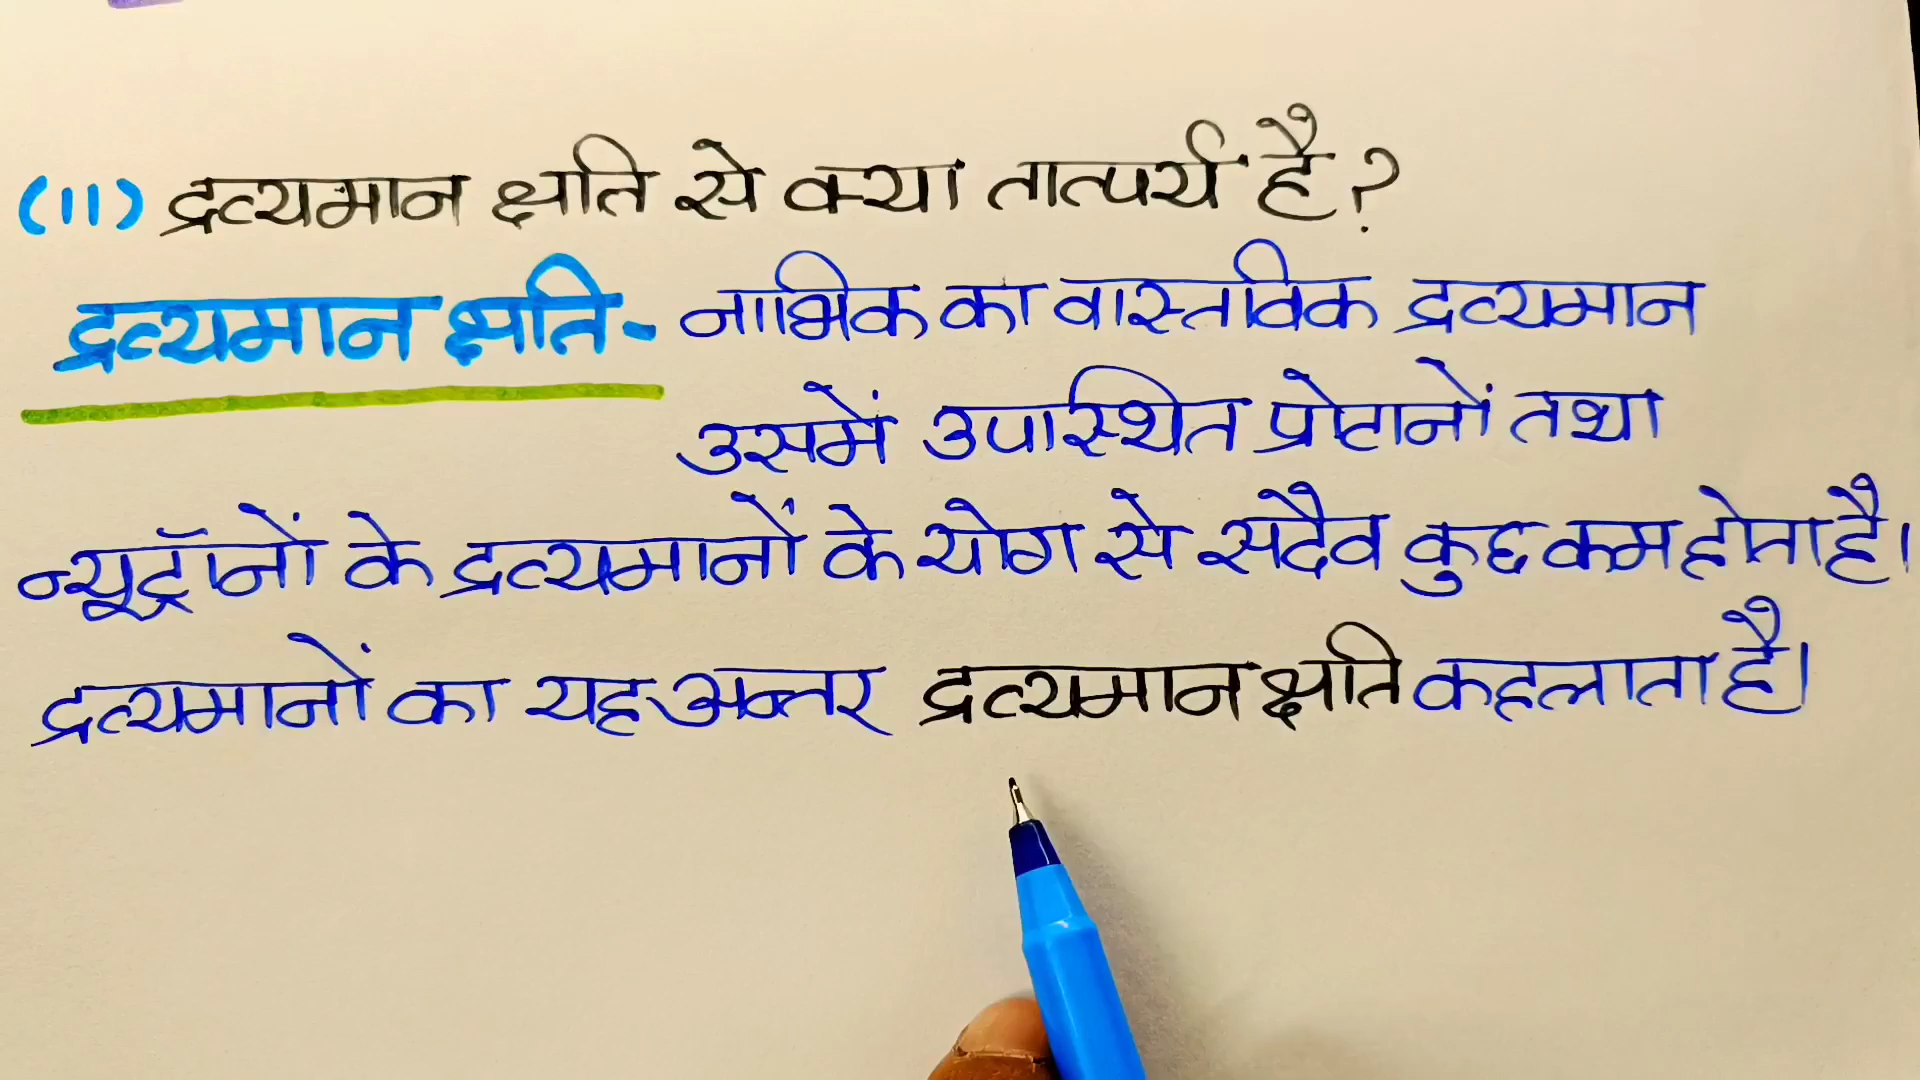 (11) द्रव्यमान क्षति से क्या तात्पर्य है?
द्रव्यमान क्षति- नाभिक का वास्तविक द्रव्यमान
उसमें उपस्थित प्रोटानों तथा
न्यूट्रॉनों के द्रव्यमानों के योग से सदैव कुछ कम होता है।
द्रव्यमानों का यह अन्तर द्रव्यमान क्षति कहलाता है।